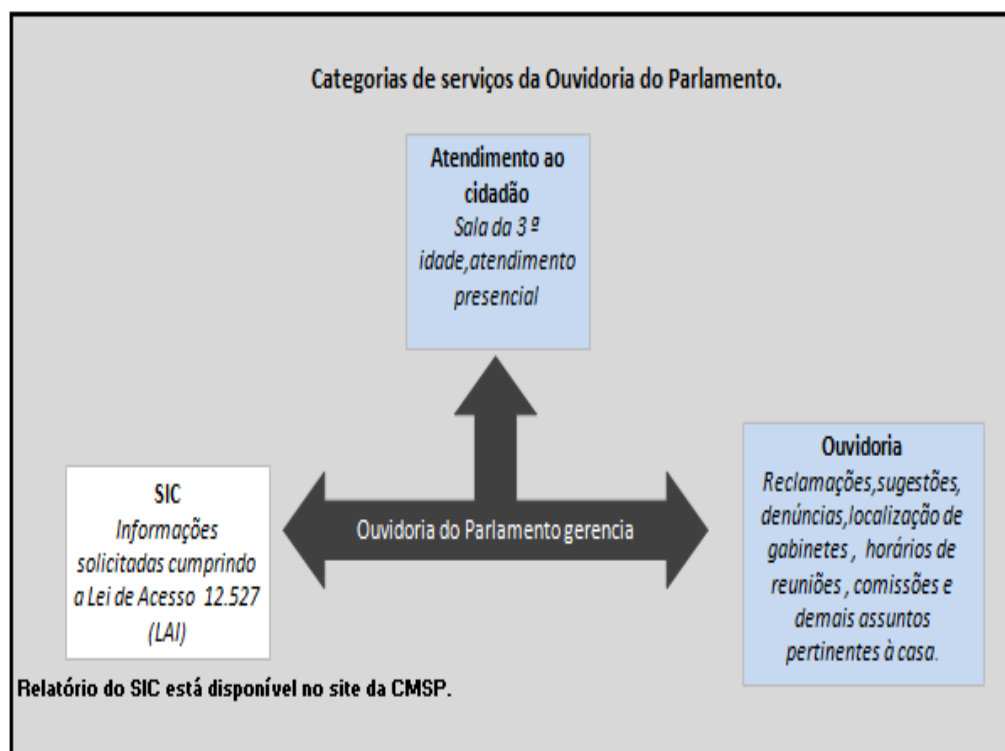 Categorias de serviços da Ouvidoria do Parlamento.
Atendimento ao
cidadão
Sala da 3 ª
idade,atendimento
presencial
SIC
Informações
solicitadas cumprindo
a Lei de Acesso 12.527
(LAI)
Ouvidoria do Parlamento gerencia
Ouvidoria
Reclamações,sugestões,
denúncias,localização de
gabinetes , horários de
reuniões , comissões e
demais assuntos
pertinentes à casa.
Relatório do SIC está disponível no site da CMSP.